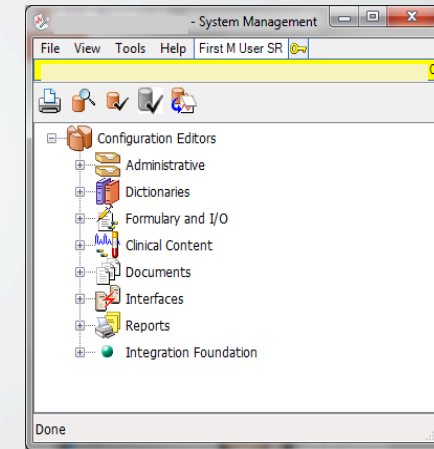 - System Management
File View Tools Help First M User SR
Configuration Editors
Administrative
Dictionaries
Formulary and I/O
Clinical Content
Documents
Interfaces
Reports
Integration Foundation
Done